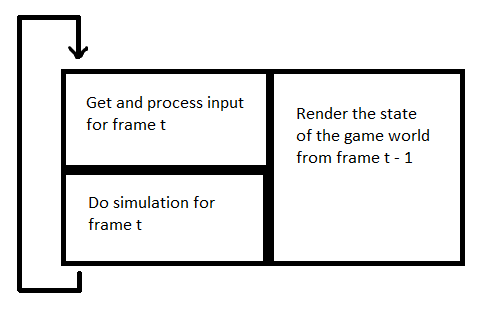 Get and process input
for frame t
Do simulation for
frame t
Render the state
of the game world
from frame t - 1